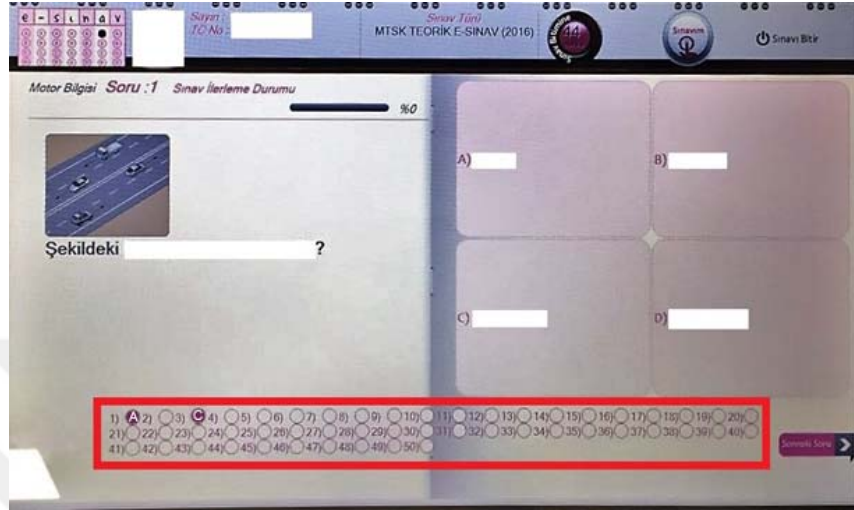 e - s ı n a v
Sayın :
TC No :
Sınav Türü
MTSK TEORİK E-SINAV (2016)
44
Sınavım
Sınavı Bitir
Motor Bilgisi Soru :1 Sınav İlerleme Durumu
%0
Şekildeki ?
A)
B)
C)
D)
1) A 2) 3) C 4) 5) 6) 7) 8) 9) 10) 11) 12) 13) 14) 15) 16) 17) 18) 19) 20)
21) 22) 23) 24) 25) 26) 27) 28) 29) 30) 31) 32) 33) 34) 35) 36) 37) 38) 39) 40)
41) 42) 43) 44) 45) 46) 47) 48) 49) 50)
Sonraki Soru